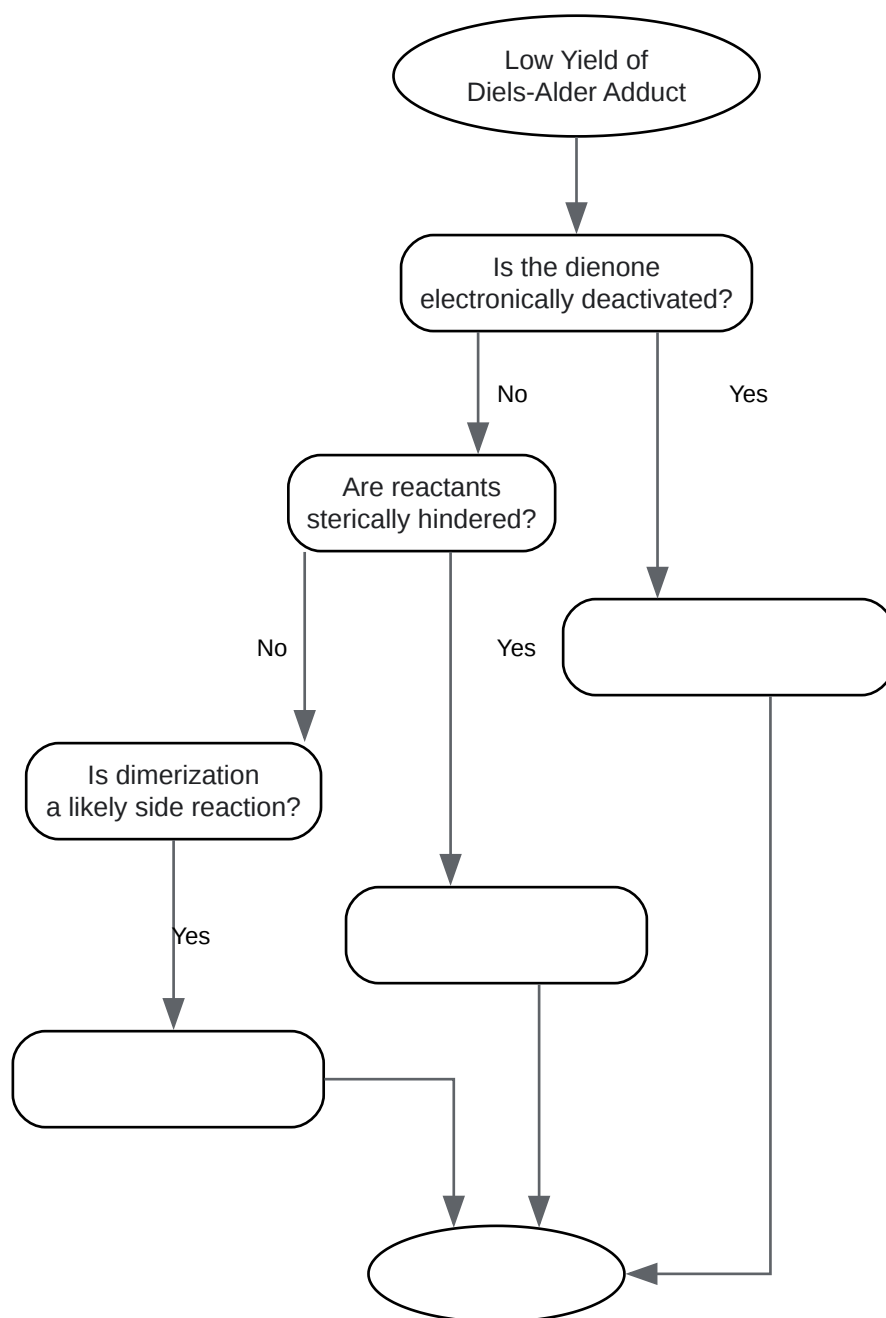 Low Yield of
Diels-Alder Adduct
Is the dienone
electronically deactivated?
No
Yes
Are reactants
sterically hindered?
No
Yes
Is dimerization
a likely side reaction?
Yes